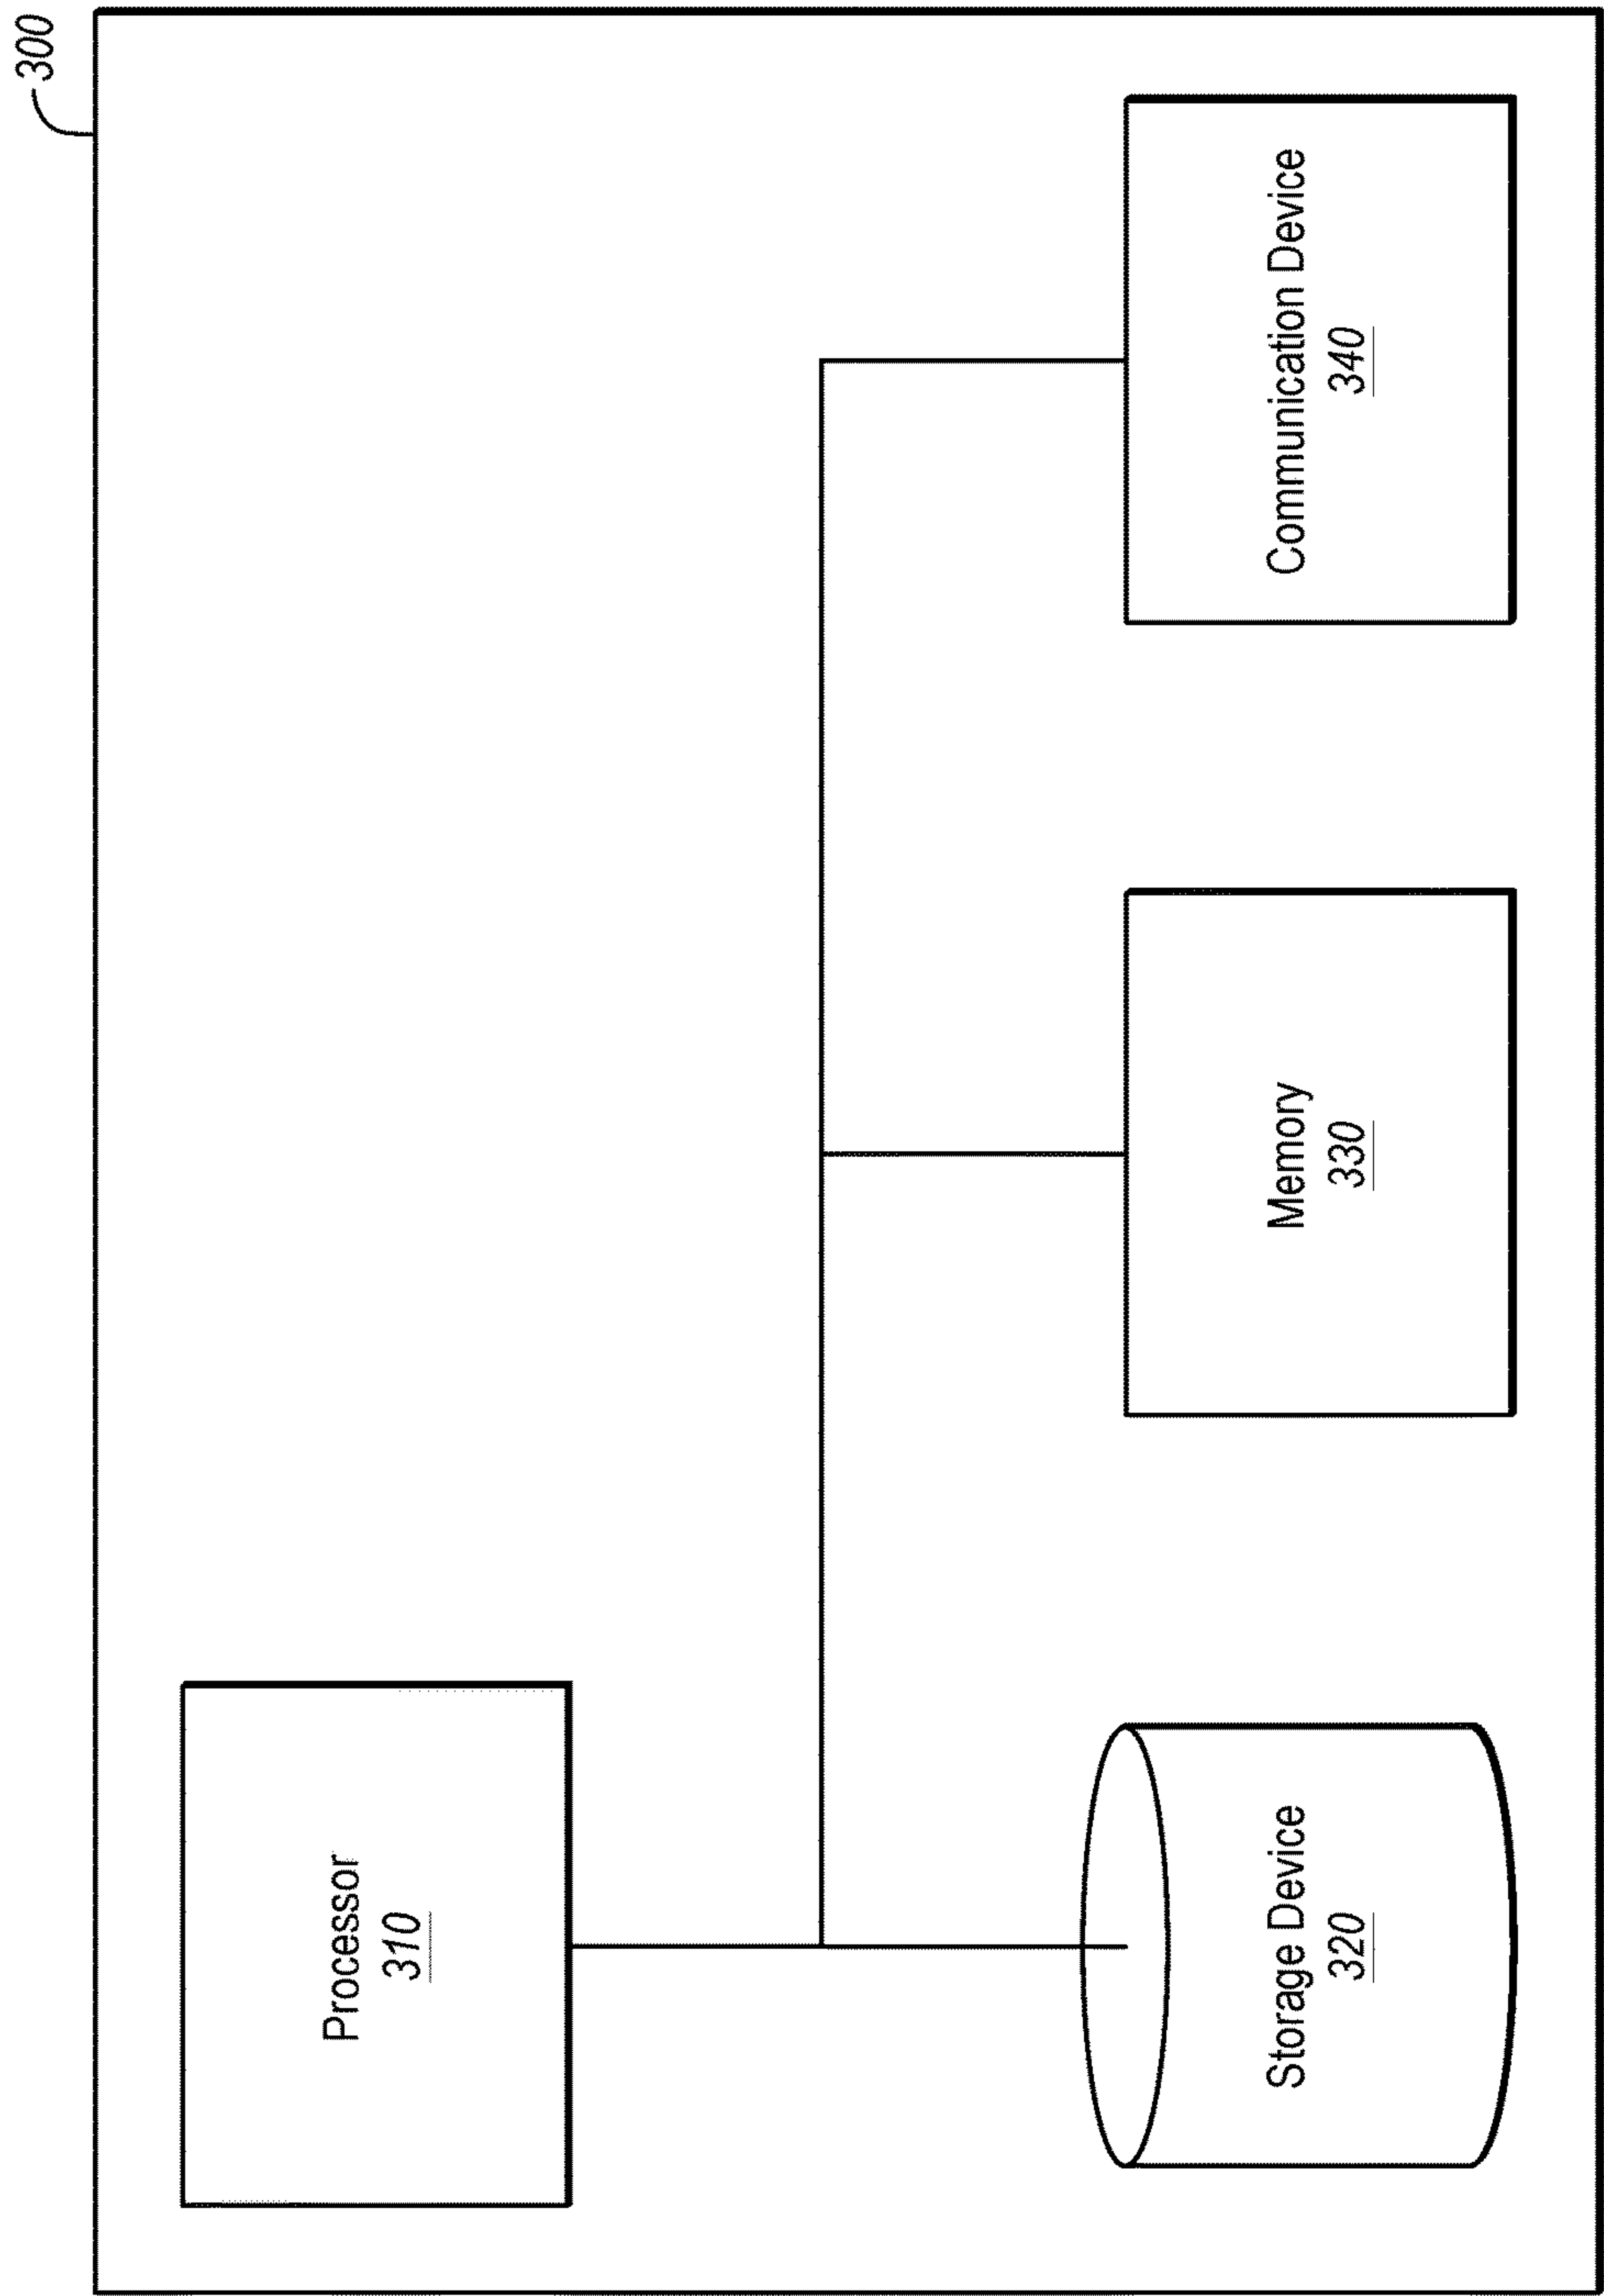 300
Processor
310
Storage Device
320
Memory
330
Communication Device
340